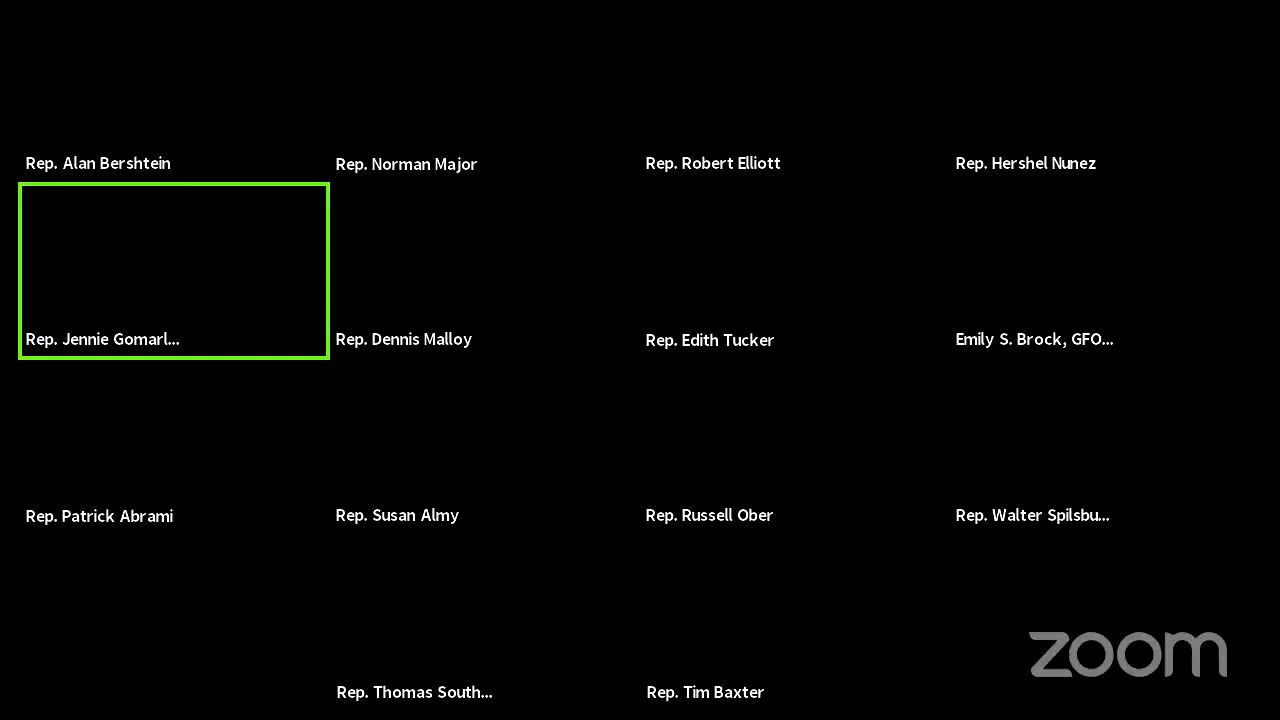 Rep. Alan Bershtein
Rep. Norman Major
Rep. Robert Elliott
Rep. Hershel Nunez
Rep. Jennie Gomarl...
Rep. Dennis Malloy
Rep. Edith Tucker
Emily S. Brock, GFO...
Rep. Patrick Abrami
Rep. Susan Almy
Rep. Russell Ober
Rep. Walter Spilsbu...
Rep. Thomas South...
Rep. Tim Baxter
zoom